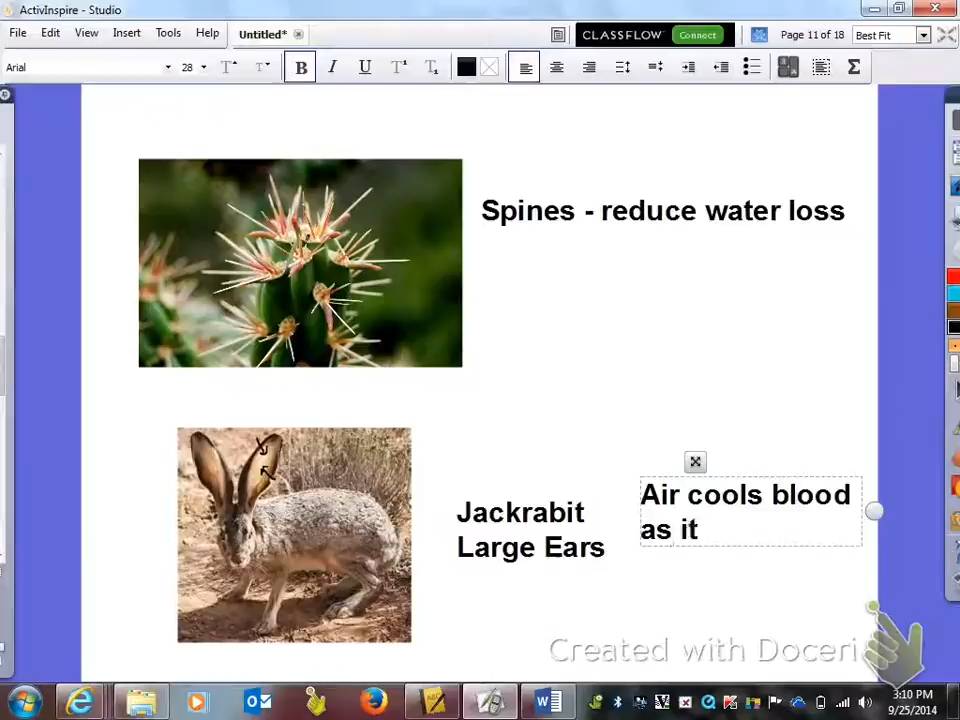 ActivInspire - Studio
File Edit View Insert Tools Help Untitled* CLASSFLOW Connect Page 11 of 18 Best Fit
Arial 28 B I U T T Σ
Spines - reduce water loss
Air cools blood
as it
Jackrabbit
Large Ears
Created with Doceri
3:10 PM
9/25/2014